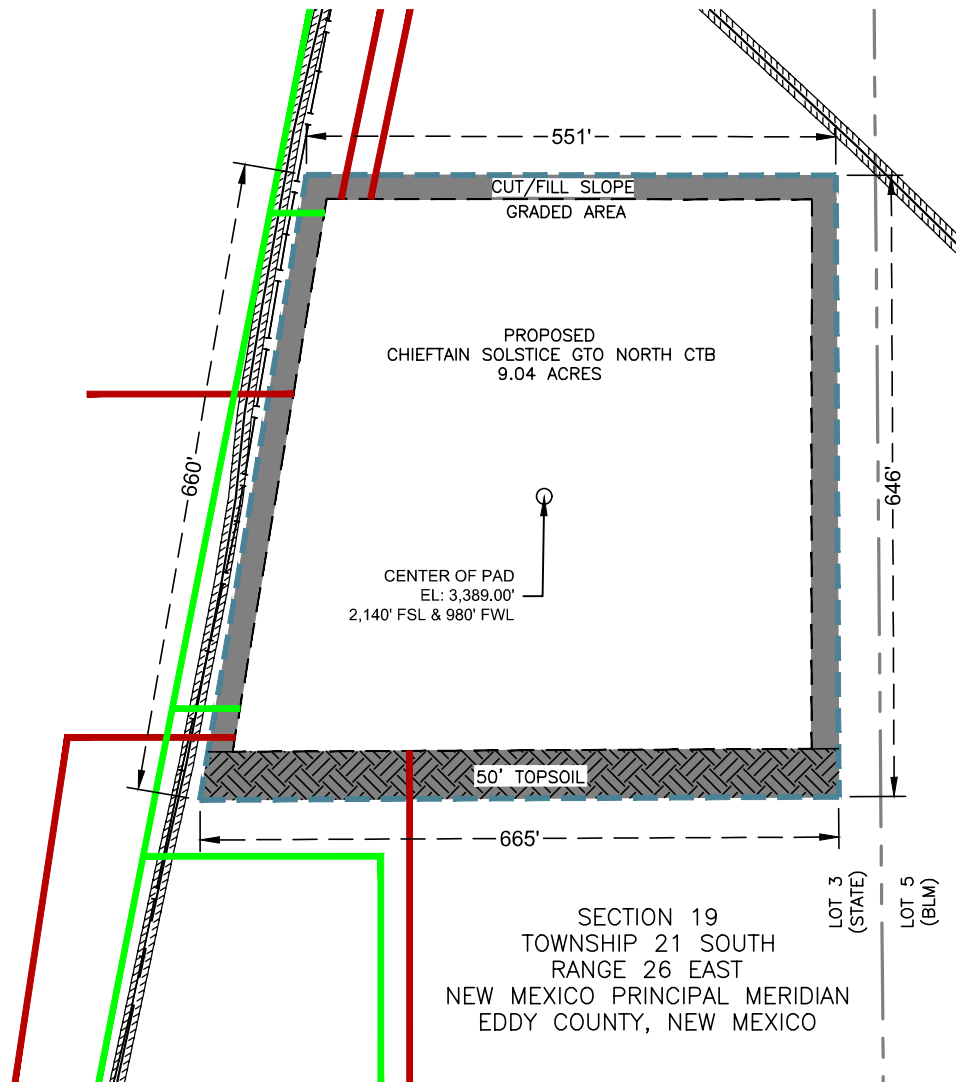 551'
CUT/FILL SLOPE
GRADED AREA
PROPOSED
CHIEFTAIN SOLSTICE GTO NORTH CTB
9.04 ACRES
660'
646'
CENTER OF PAD
EL: 3,389.00'
2,140' FSL & 980' FWL
50' TOPSOIL
665'
LOT 3
(STATE)
LOT 5
(BLM)
SECTION 19
TOWNSHIP 21 SOUTH
RANGE 26 EAST
NEW MEXICO PRINCIPAL MERIDIAN
EDDY COUNTY, NEW MEXICO